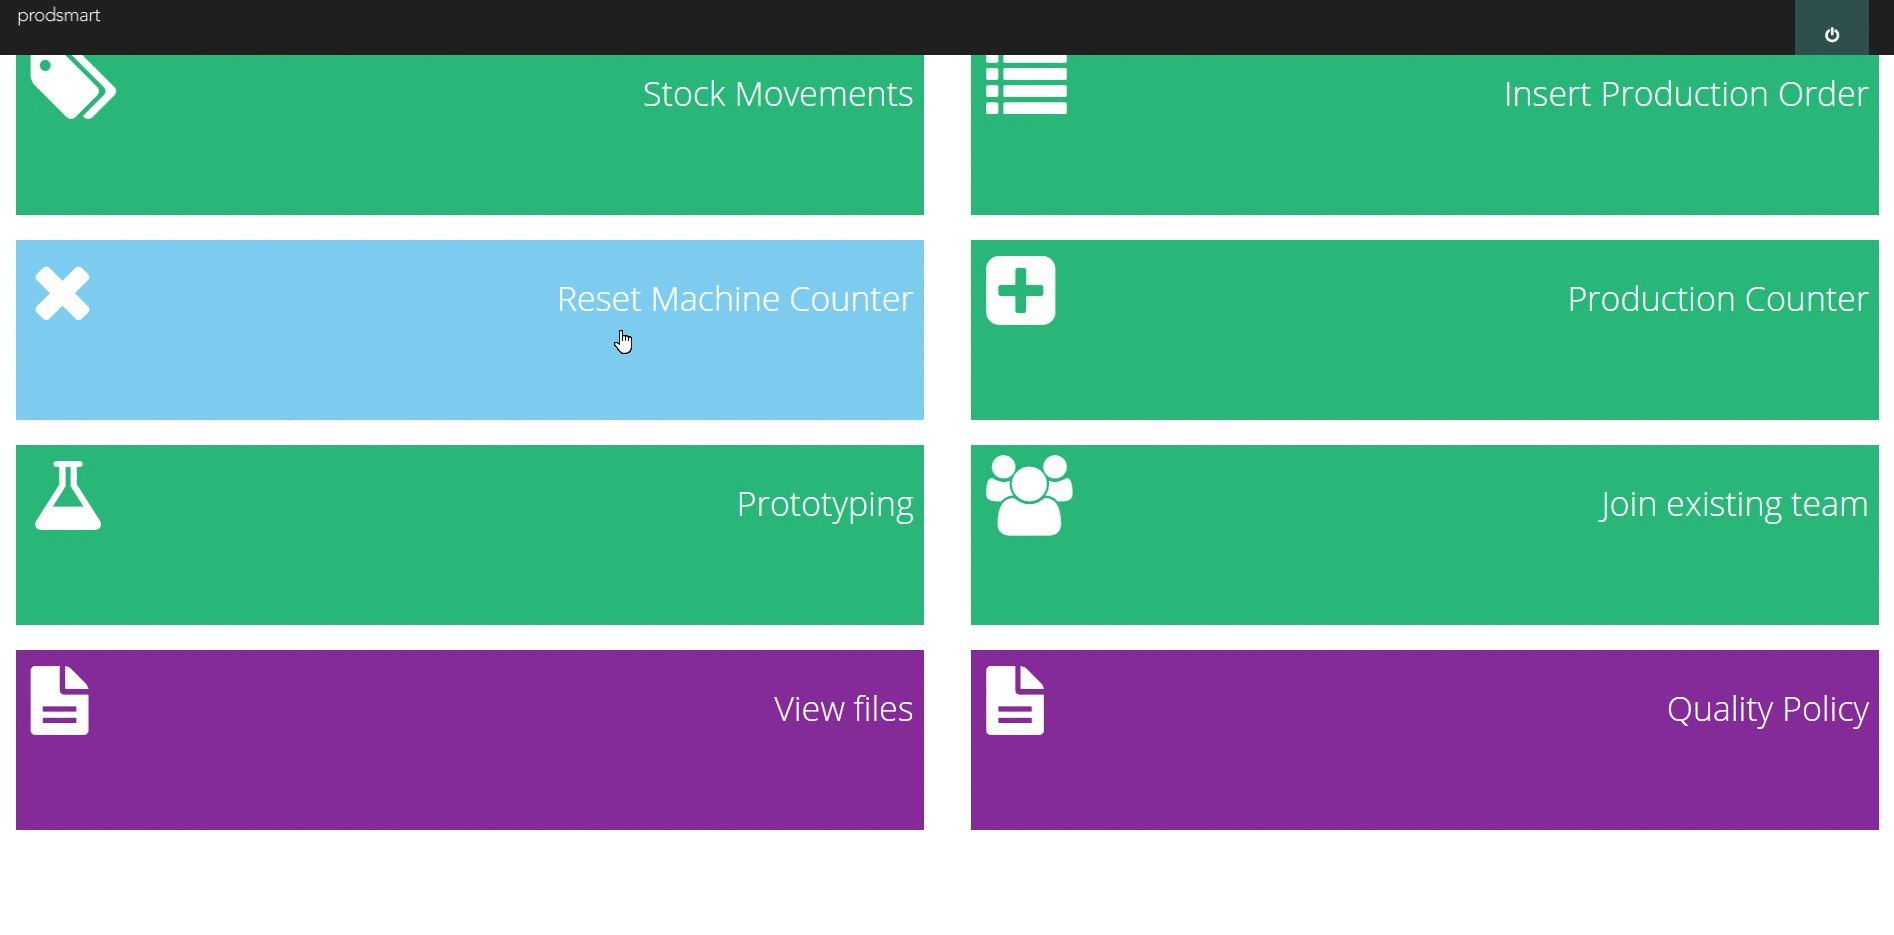 prodsmart
Stock Movements
Insert Production Order
Reset Machine Counter
Production Counter
Prototyping
Join existing team
View files
Quality Policy